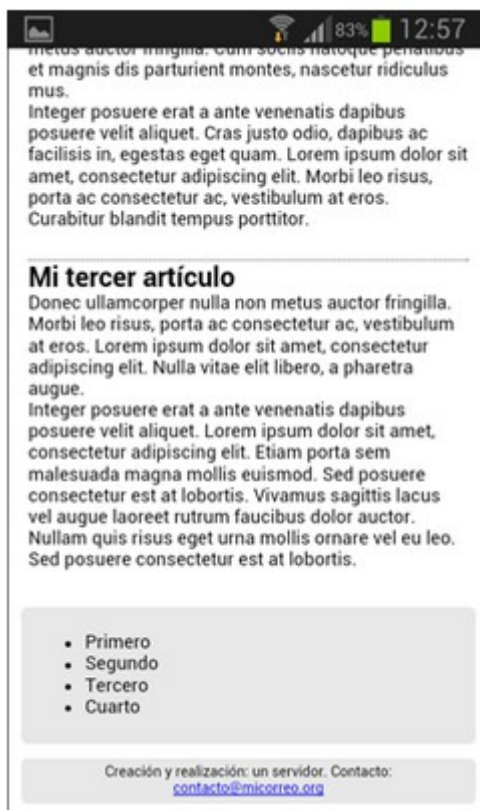 83% 12:57
metus auctor fringilla. Cum sociis natoque penatibus
et magnis dis parturient montes, nascetur ridiculus
mus.
Integer posuere erat a ante venenatis dapibus
posuere velit aliquet. Cras justo odio, dapibus ac
facilisis in, egestas eget quam. Lorem ipsum dolor sit
amet, consectetur adipiscing elit. Morbi leo risus,
porta ac consectetur ac, vestibulum at eros.
Curabitur blandit tempus porttitor.
Mi tercer artículo
Donec ullamcorper nulla non metus auctor fringilla.
Morbi leo risus, porta ac consectetur ac, vestibulum
at eros. Lorem ipsum dolor sit amet, consectetur
adipiscing elit. Nulla vitae elit libero, a pharetra
augue.
Integer posuere erat a ante venenatis dapibus
posuere velit aliquet. Lorem ipsum dolor sit amet,
consectetur adipiscing elit. Etiam porta sem
malesuada magna mollis euismod. Sed posuere
consectetur est at lobortis. Vivamus sagittis lacus
vel augue laoreet rutrum faucibus dolor auctor.
Nullam quis risus eget urna mollis ornare vel eu leo.
Sed posuere consectetur est at lobortis.
• Primero
• Segundo
• Tercero
• Cuarto
Creación y realización: un servidor. Contacto:
contacto@micorreo.org